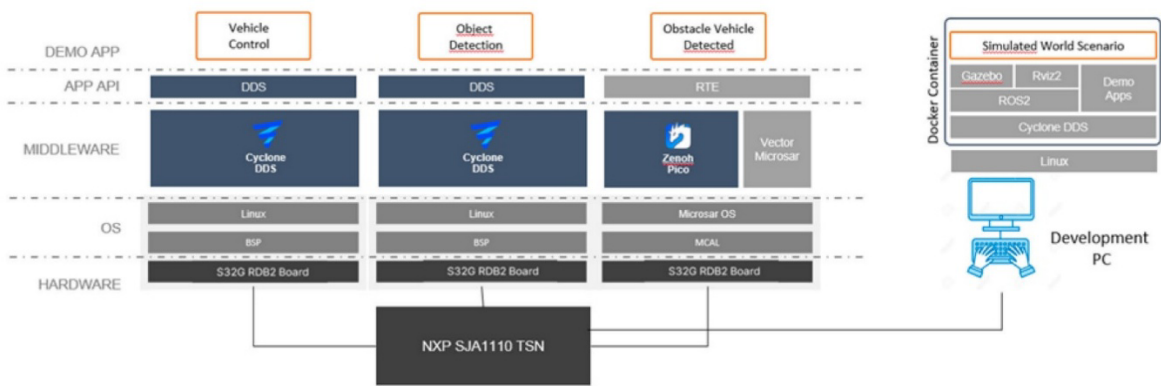 DEMO APP
Vehicle
Control
Object
Detection
Obstacle Vehicle
Detected
APP API
DDS
DDS
RTE
MIDDLEWARE
Cyclone
DDS
Cyclone
DDS
Zenoh
Pico
Vector
Microsar
OS
Linux
Linux
Microsar OS
BSP
BSP
MCAL
HARDWARE
S32G RDB2 Board
S32G RDB2 Board
S32G RDB2 Board
NXP SJA1110 TSN
Docker Container
Simulated World Scenario
Gazebo
Rviz2
Demo
Apps
ROS2
Cyclone DDS
Linux
Development
PC